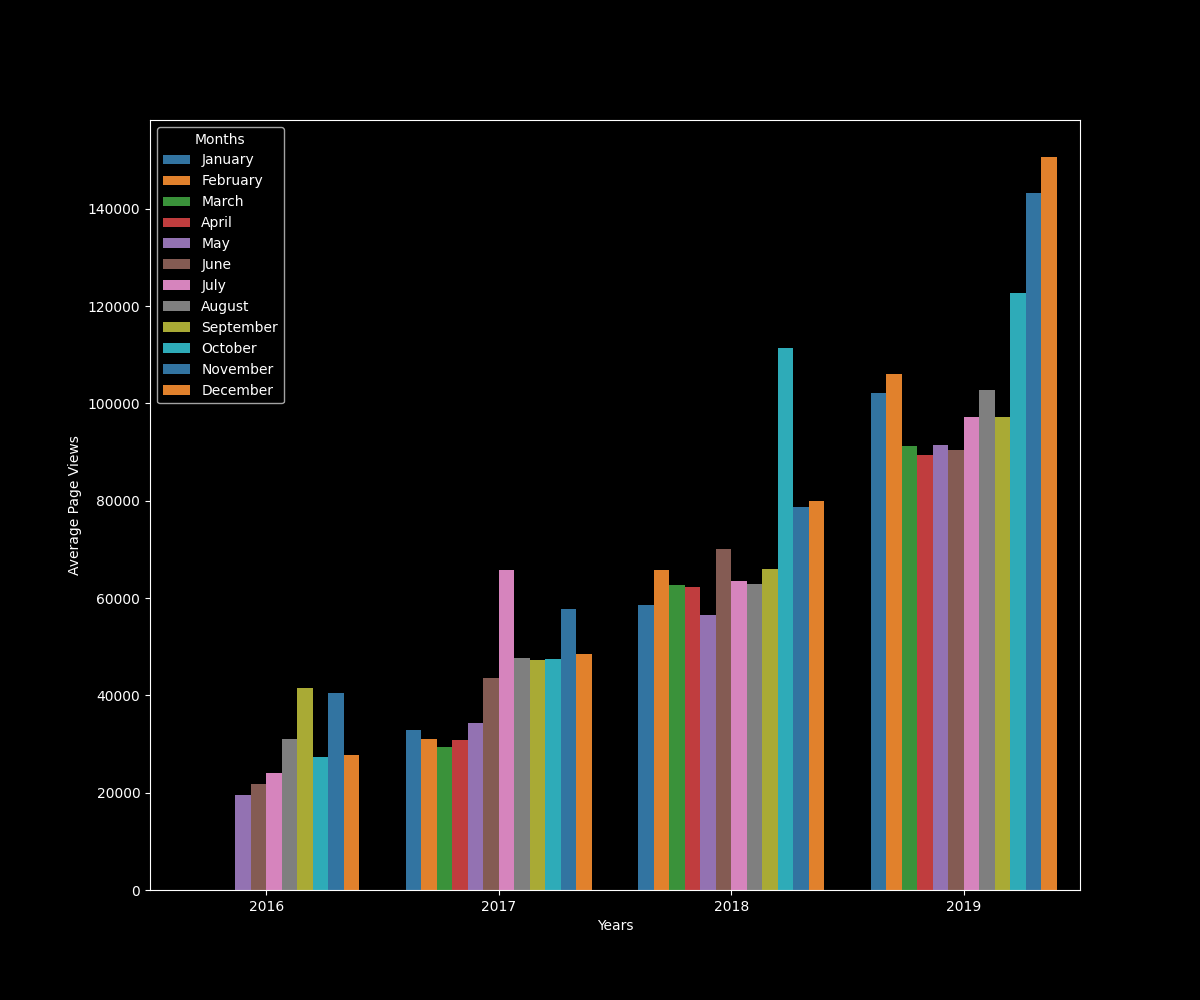 Months
January
February
March
April
May
June
July
August
September
October
November
December
140000
120000
100000
80000
60000
40000
20000
0
Average Page Views
2016 2017 2018 2019
Years